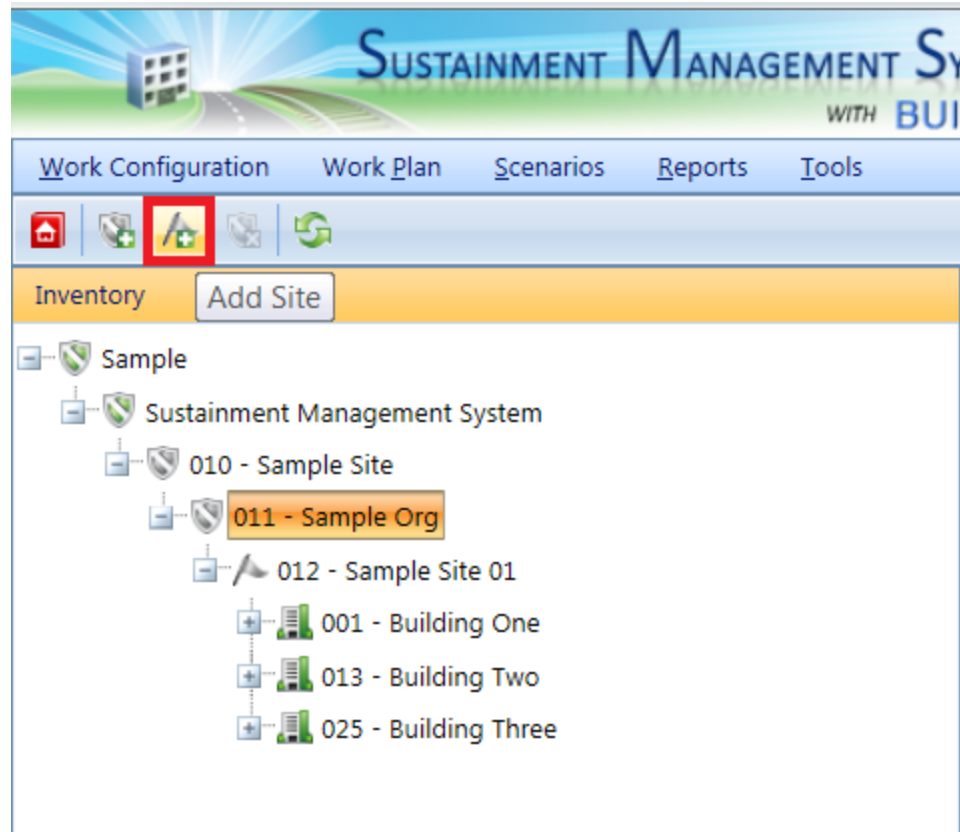 SUSTAINMENT MANAGEMENT SY
WITH BUI
Work Configuration Work Plan Scenarios Reports Tools
Inventory Add Site
Sample
Sustainment Management System
010 - Sample Site
011 - Sample Org
012 - Sample Site 01
001 - Building One
013 - Building Two
025 - Building Three